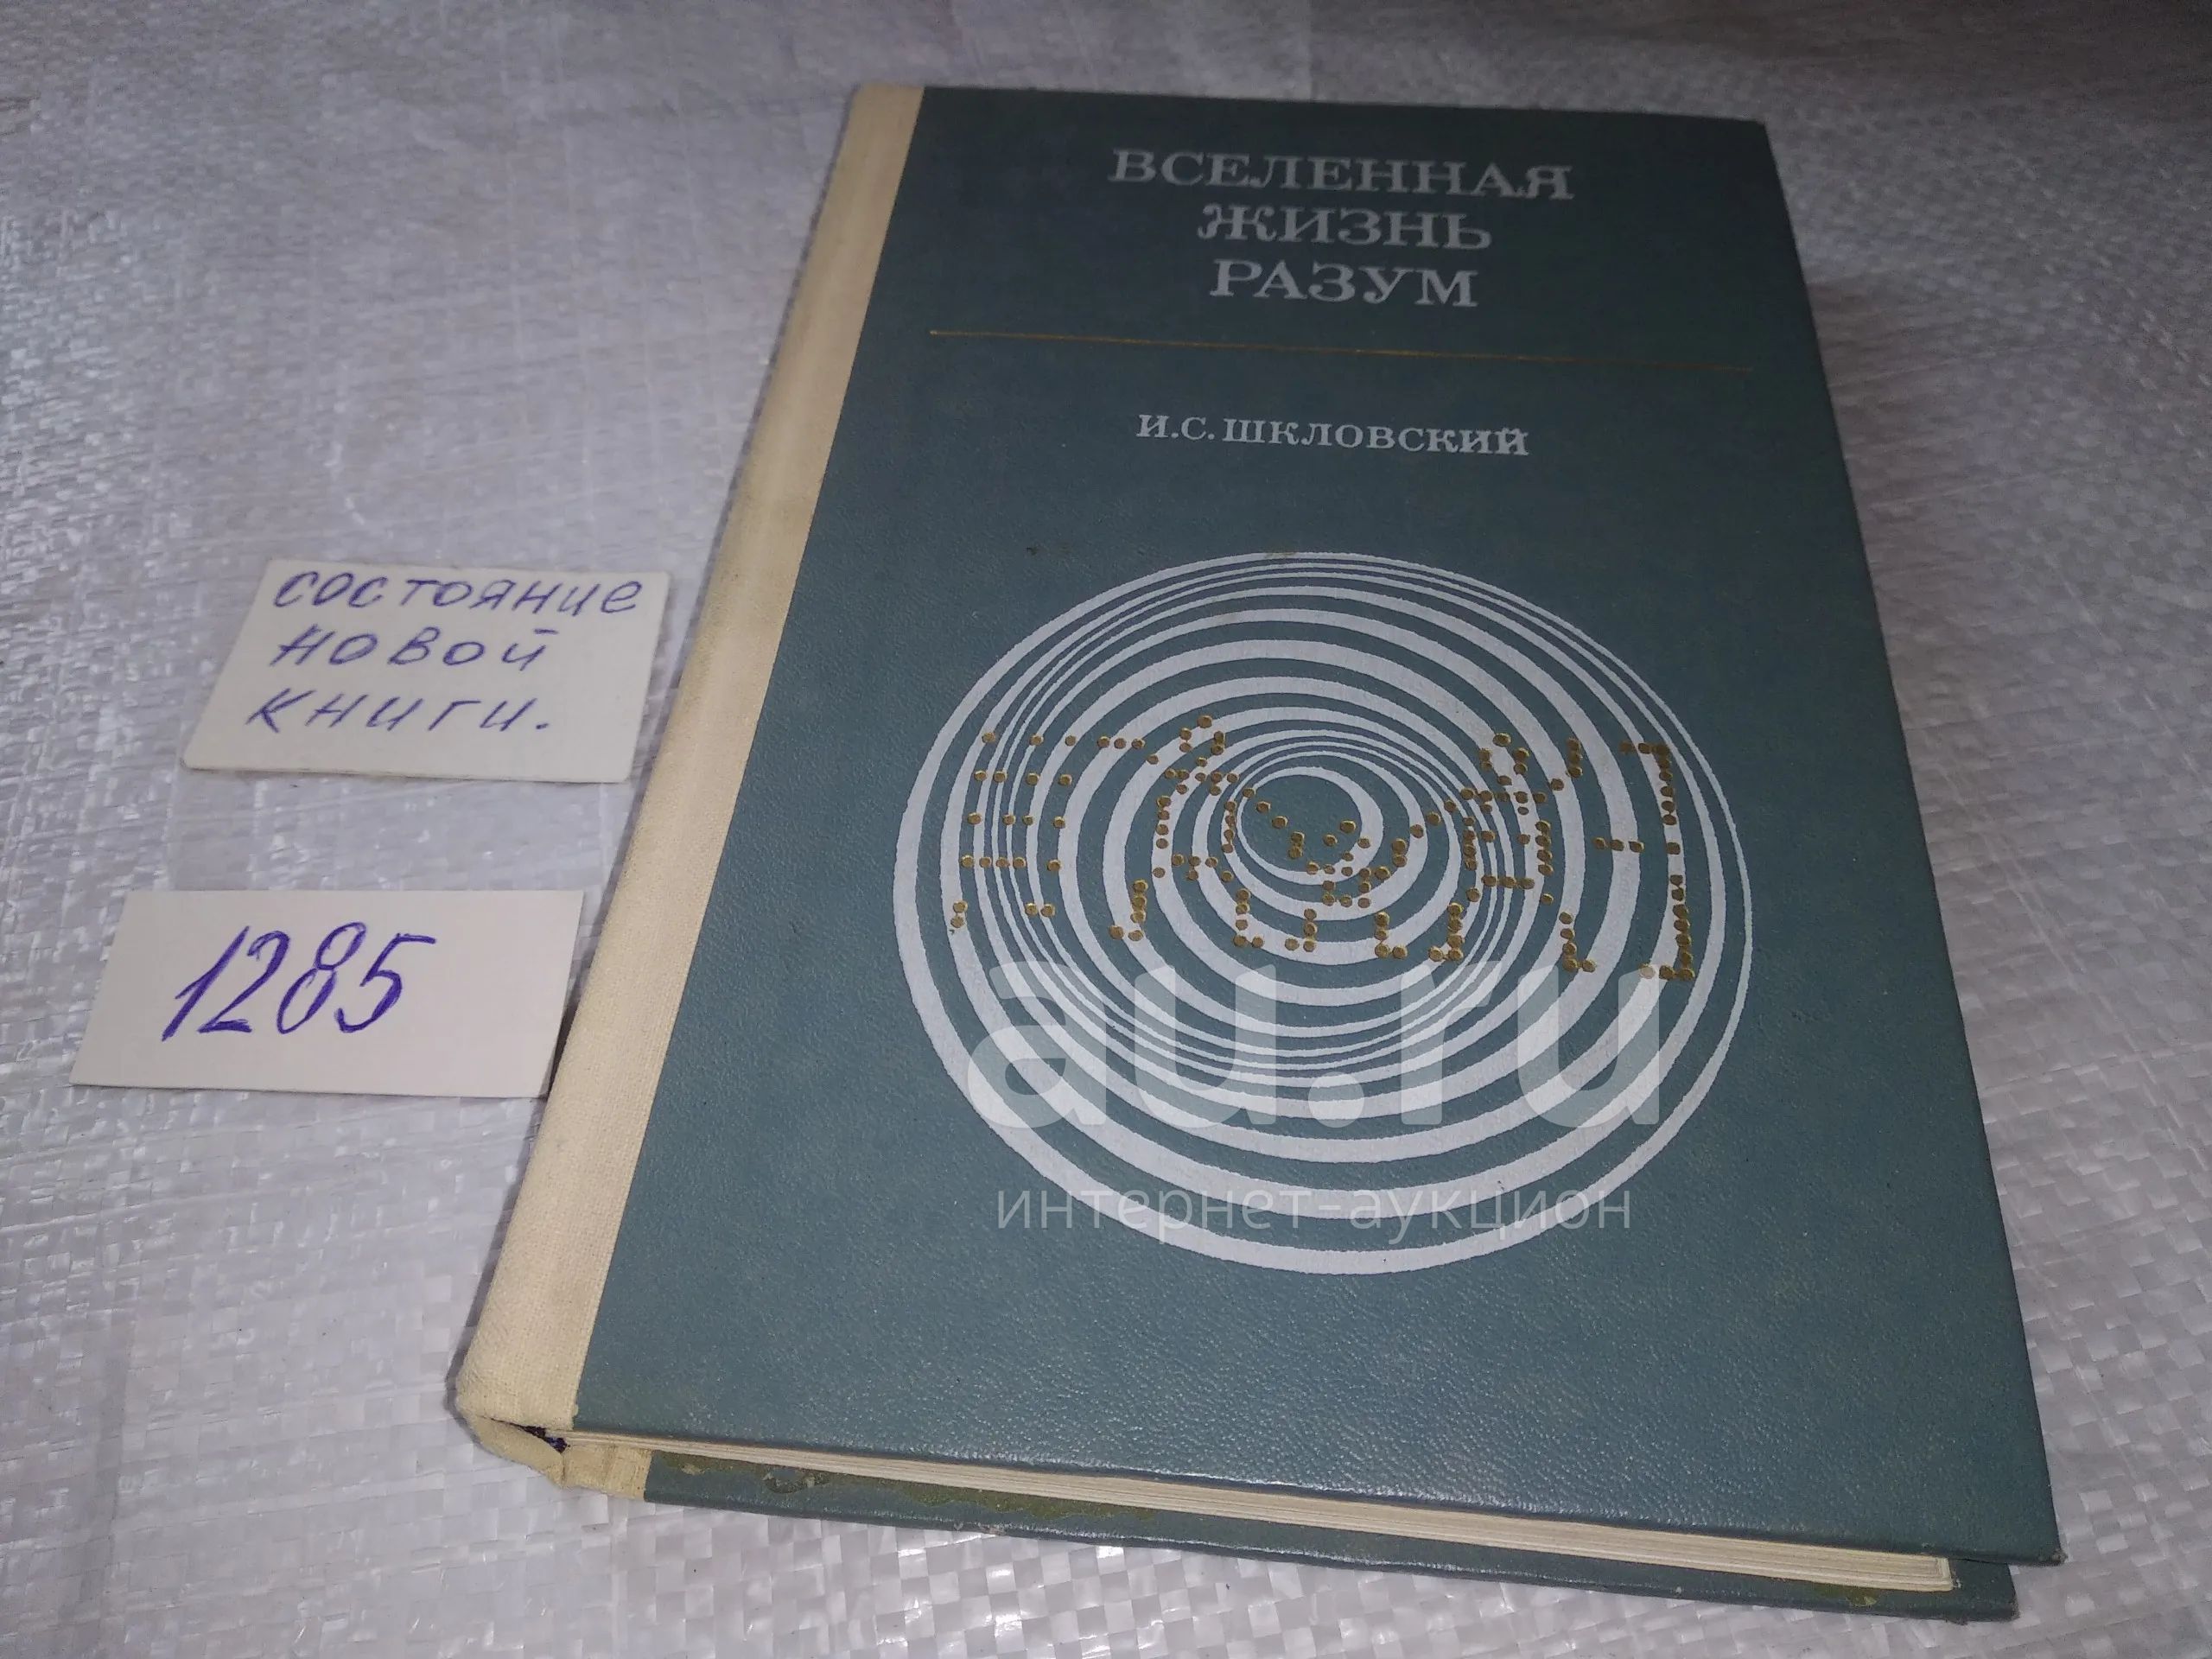 ВСЕЛЕННАЯ
ЖИЗНЬ
РАЗУМ
И.С. ШКЛОВСКИЙ
состояние
новой
книги.
1285
au.ru
интернет-аукцион